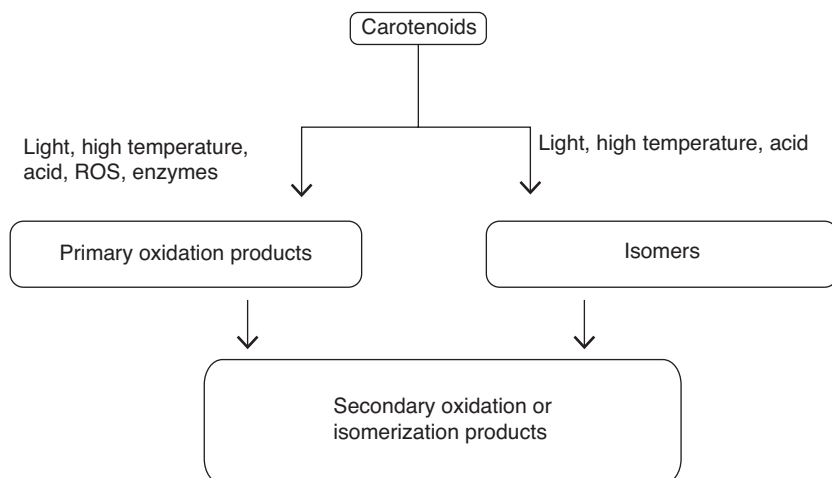 Carotenoids
Light, high temperature,
acid, ROS, enzymes
Light, high temperature, acid
Primary oxidation products
Isomers
Secondary oxidation or
isomerization products